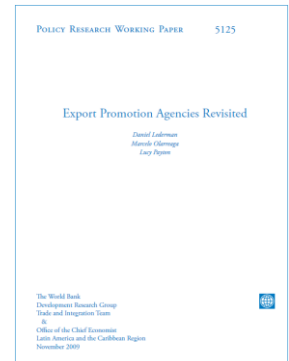 POLICY RESEARCH WORKING PAPER 5125
Export Promotion Agencies Revisited
Daniel Lederman
Marcelo Olarreaga
Lucy Payton
The World Bank
Development Research Group
Trade and Integration Team
&
Office of the Chief Economist
Latin America and the Caribbean Region
November 2009